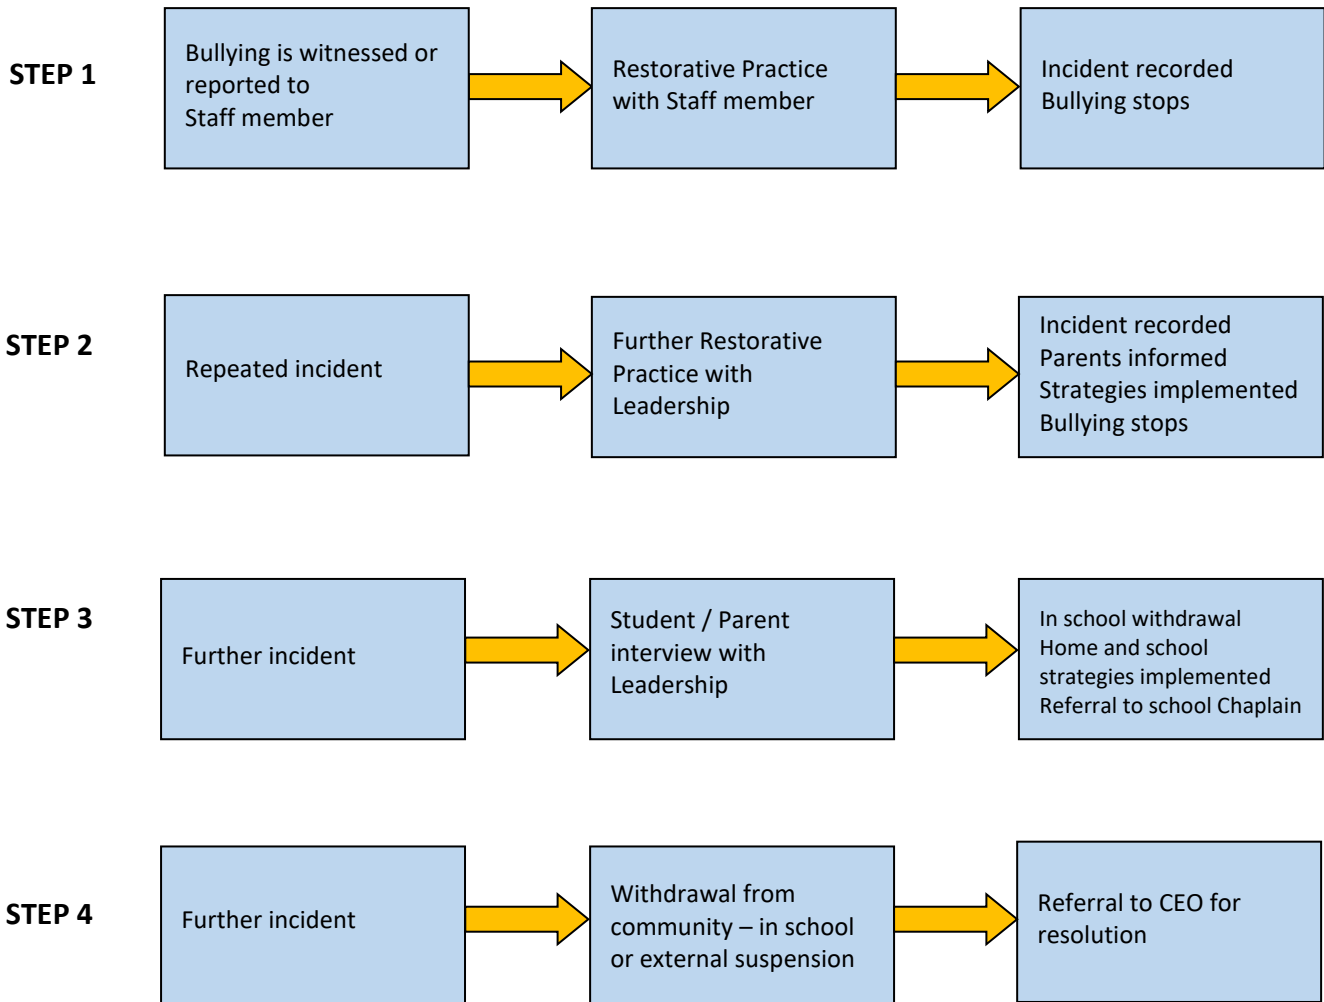 STEP 1
Bullying is witnessed or
reported to
Staff member
Restorative Practice
with Staff member
Incident recorded
Bullying stops
STEP 2
Repeated incident
Further Restorative
Practice with
Leadership
Incident recorded
Parents informed
Strategies implemented
Bullying stops
STEP 3
Further incident
Student / Parent
interview with
Leadership
In school withdrawal
Home and school
strategies implemented
Referral to school Chaplain
STEP 4
Further incident
Withdrawal from
community – in school
or external suspension
Referral to CEO for
resolution